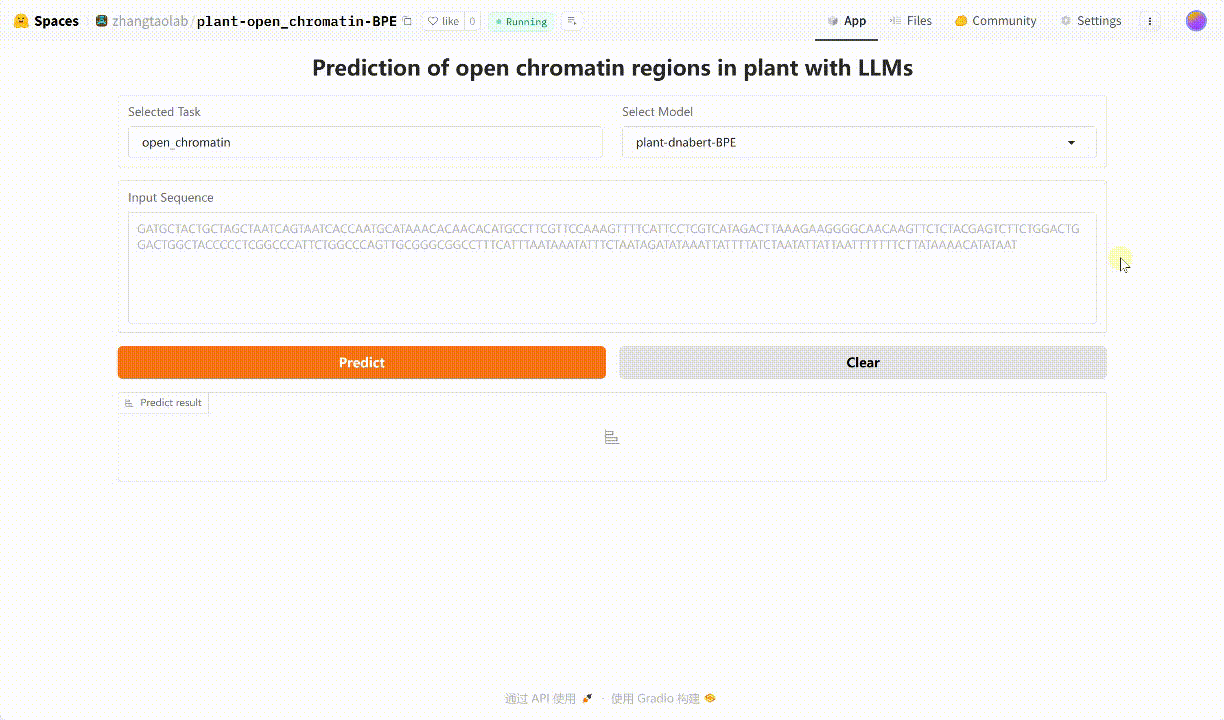 Spaces zhangtaolab/plant-open_chromatin-BPE like 0 Running App Files Community Settings
Prediction of open chromatin regions in plant with LLMs
Selected Task Select Model
open_chromatin plant-dnabert-BPE
Input Sequence
GATGCTACTGCTAGCTAATCAGTAATCACCAATGCATAAACACAACACATGCCTTCGTTCCAAAGTTTTCATTCCTCGTCATAGACTTAAAGAAGGGGCAACAAGTTCTCTACGAGTCTTCTGGACTG
GACTGGCTACCCCCTCGGCCCATTCTGGCCCAGTTGCGGGCGGCCTTTCATTTAATAAATATTTCTAATAGATATAAATTATTTTATCTAATATTATTAATTTTTTTCTTATAAAACATATAAT
Predict Clear
Predict result
通过 API 使用 · 使用 Gradio 构建